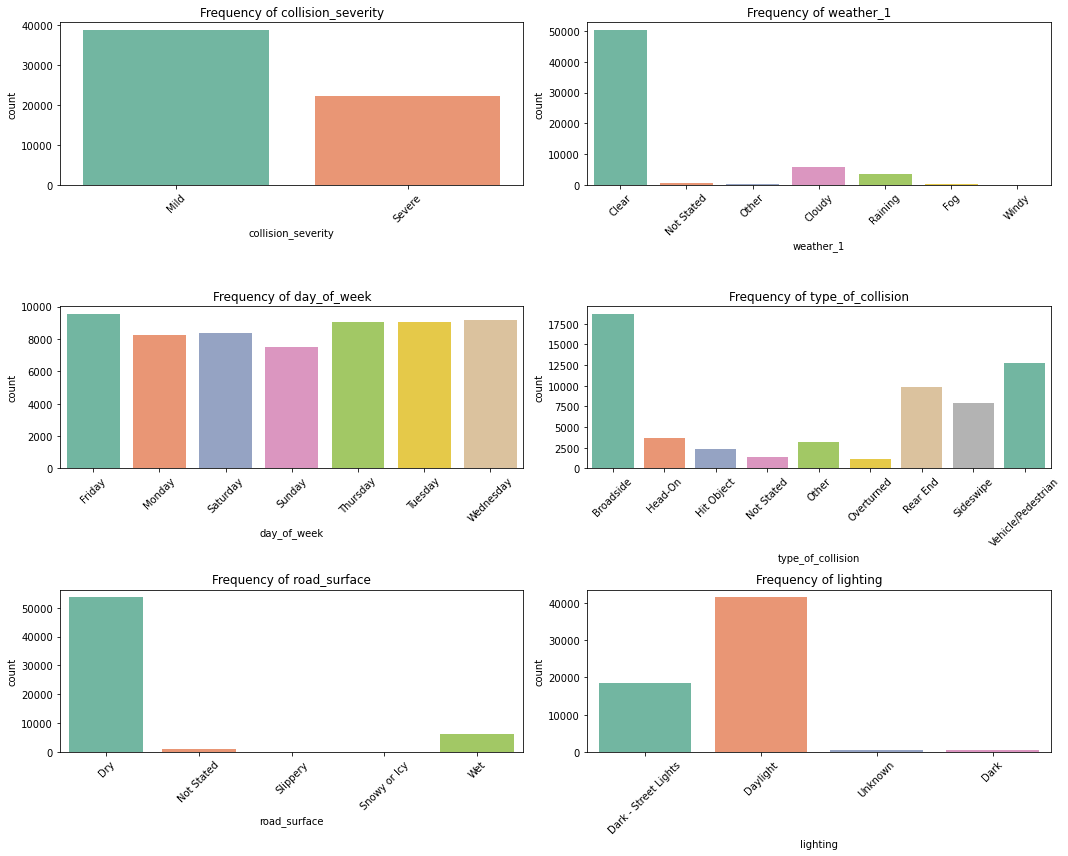 Frequency of collision_severity
40000
30000
20000
10000
0
count
Mild
Severe
collision_severity
Frequency of weather_1
50000
40000
30000
20000
10000
0
count
Clear
Not Stated
Other
Cloudy
Raining
Fog
Windy
weather_1
Frequency of day_of_week
10000
8000
6000
4000
2000
0
count
Friday
Monday
Saturday
Sunday
Thursday
Tuesday
Wednesday
day_of_week
Frequency of type_of_collision
17500
15000
12500
10000
7500
5000
2500
0
count
Broadside
Head-On
Hit Object
Not Stated
Other
Overturned
Rear End
Sideswipe
Vehicle/Pedestrian
type_of_collision
Frequency of road_surface
50000
40000
30000
20000
10000
0
count
Dry
Not Stated
Slippery
Snowy or Icy
Wet
road_surface
Frequency of lighting
40000
30000
20000
10000
0
count
Dark - Street Lights
Daylight
Unknown
Dark
lighting